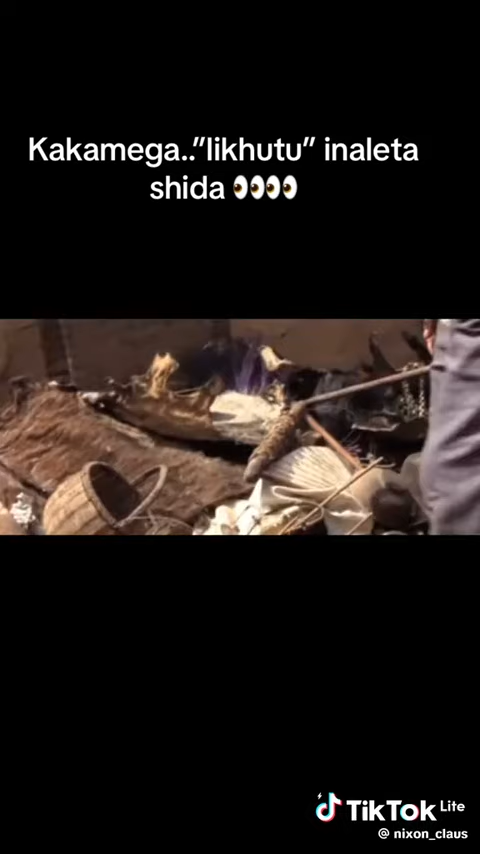 Kakamega.."likhutu" inaleta
shida 👀👀
TikTok Lite
@ nixon_claus